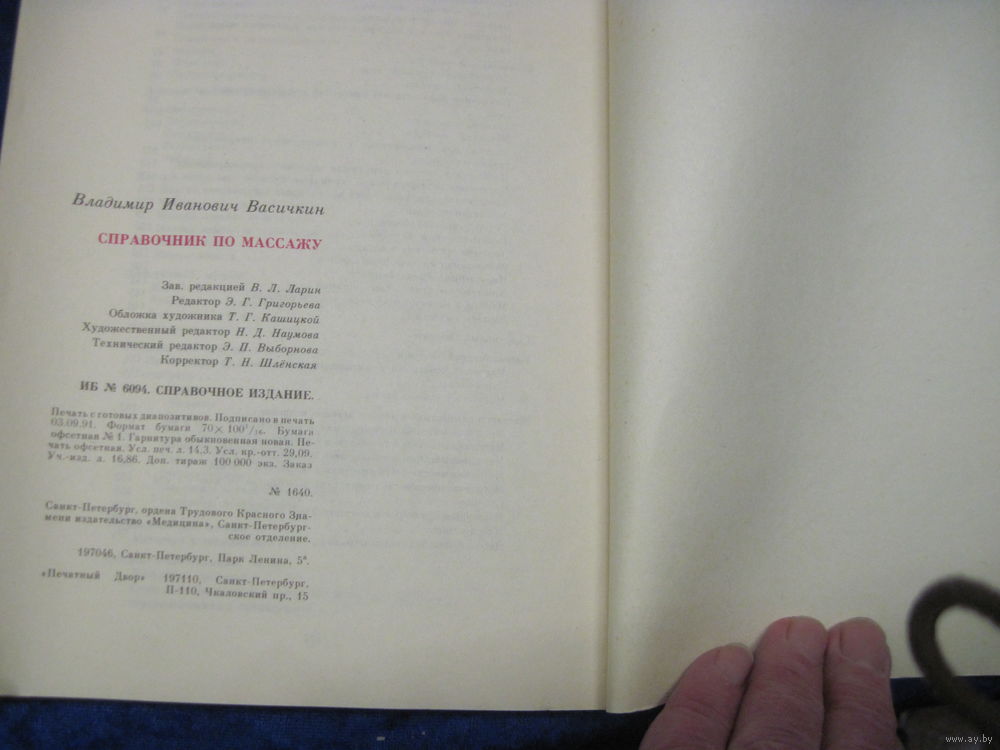 Владимир Иванович Васичкин
СПРАВОЧНИК ПО МАССАЖУ
Зав. редакцией В. Л. Ларин
Редактор Э. Г. Григорьева
Обложка художника Т. Г. Кашицкой
Художественный редактор Н. Д. Наумова
Технический редактор Э. П. Выборнова
Корректор Т. Н. Шлёнская
ИБ № 6094. СПРАВОЧНОЕ ИЗДАНИЕ.
Печать с готовых диапозитивов. Подписано в печать
03.09.91. Формат бумаги 70×100¹/₁₆. Бумага
офсетная № 1. Гарнитура обыкновенная новая. Пе-
чать офсетная. Усл. печ. л. 14,3. Усл. кр.-отт. 29,09.
Уч.-изд. л. 16,86. Доп. тираж 100 000 экз. Заказ
№ 1640.
Санкт-Петербург, ордена Трудового Красного Зна-
мени издательство «Медицина», Санкт-Петербург-
ское отделение.
197046, Санкт-Петербург, Парк Ленина, 5ᵃ.
«Печатный Двор» 197110, Санкт-Петербург,
П-110, Чкаловский пр., 15
www.ay.by